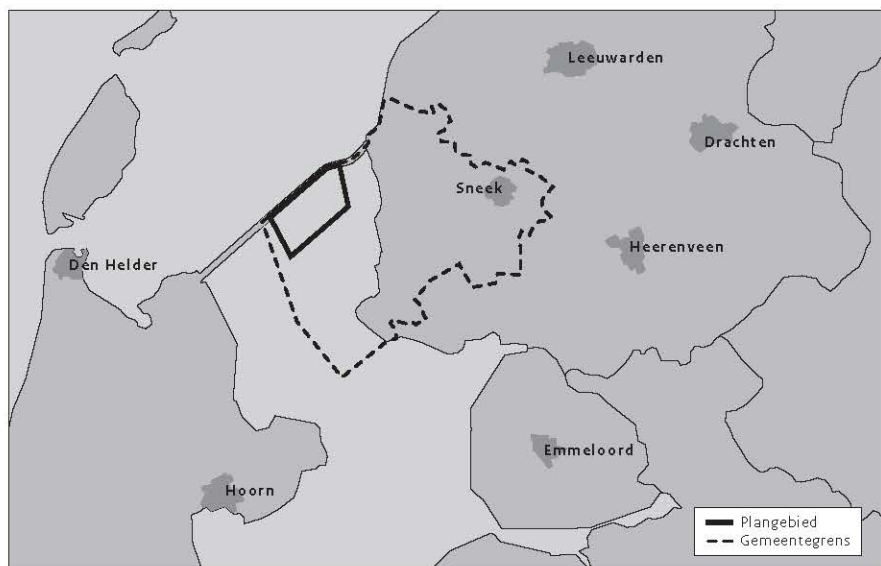 Leeuwarden
Drachten
Sneek
Heerenveen
Den Helder
Emmeloord
Hoorn
Plangebied
Gemeentegrens